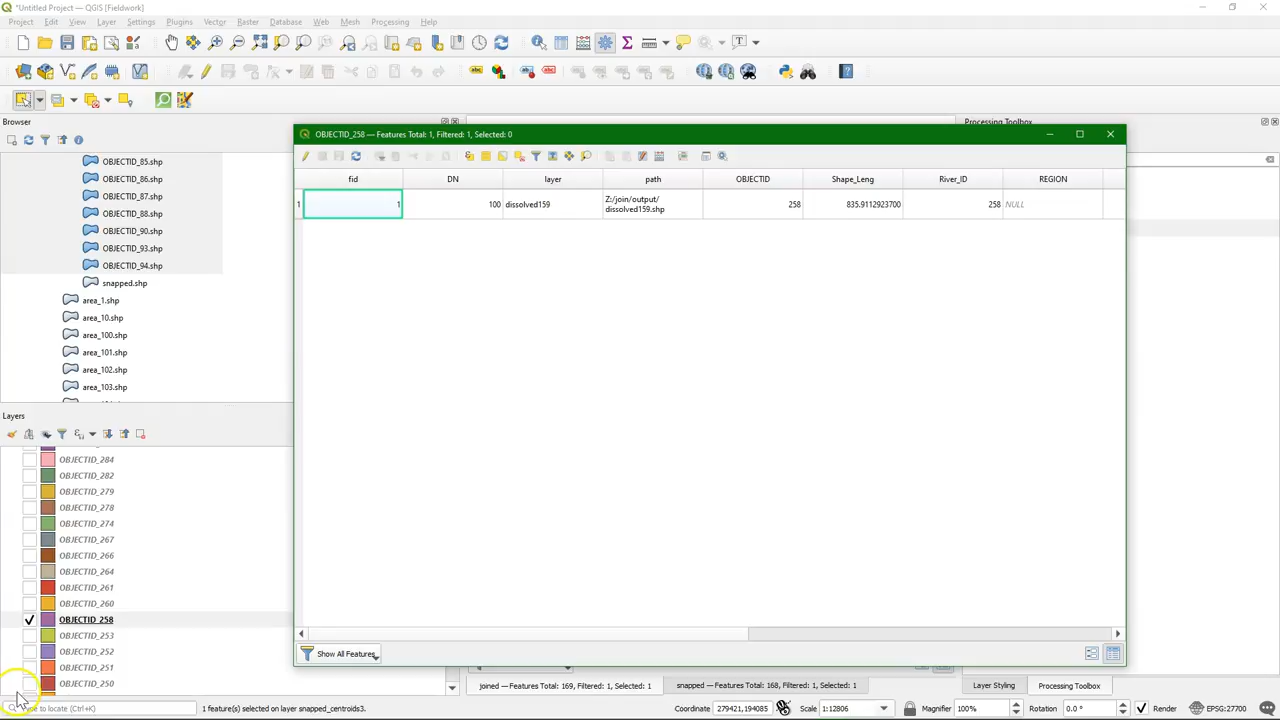 *Untitled Project — QGIS [Fieldwork]
Project Edit View Layer Settings Plugins Vector Raster Database Web Mesh Processing Help
Browser
Processing Toolbox
OBJECTID_258 — Features Total: 1, Filtered: 1, Selected: 0
OBJECTID_85.shp
OBJECTID_86.shp
OBJECTID_87.shp
OBJECTID_88.shp
OBJECTID_90.shp
OBJECTID_93.shp
OBJECTID_94.shp
snapped.shp
area_1.shp
area_10.shp
area_100.shp
area_101.shp
area_102.shp
area_103.shp
fid DN layer path OBJECTID Shape_Leng River_ID REGION
1 1 100 dissolved159 Z:/join/output/ 258 835.9112923700 258 NULL
dissolved159.shp
Layers
OBJECTID_284
OBJECTID_282
OBJECTID_279
OBJECTID_278
OBJECTID_274
OBJECTID_267
OBJECTID_266
OBJECTID_264
OBJECTID_261
OBJECTID_260
OBJECTID_258
OBJECTID_253
OBJECTID_252
OBJECTID_251
OBJECTID_250
Show All Features
joined — Features Total: 169, Filtered: 1, Selected: 1
snapped — Features Total: 168, Filtered: 1, Selected: 1
Layer Styling Processing Toolbox
to locate (Ctrl+K) 1 feature(s) selected on layer snapped_centroids3. Coordinate 279421,194085 Scale 1:12806 Magnifier 100% Rotation 0.0 ° Render EPSG:27700